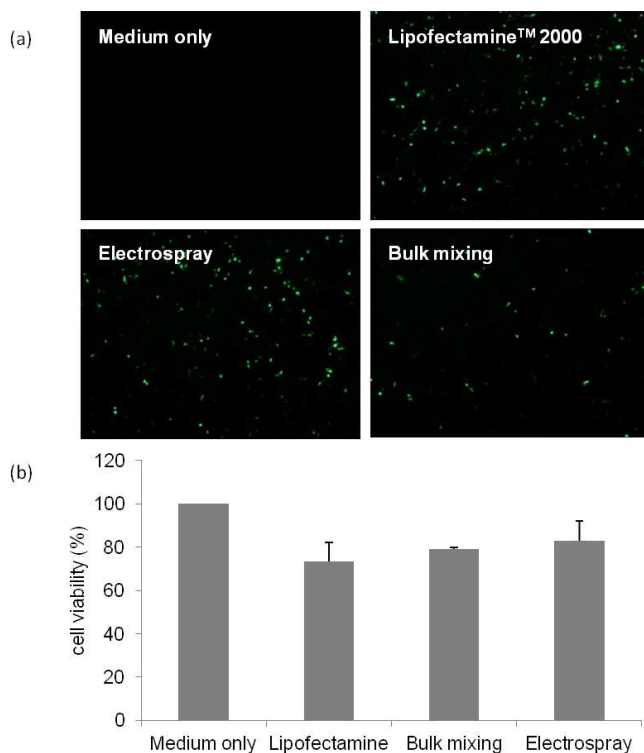 (a)
Medium only
Lipofectamine™ 2000
Electrospray
Bulk mixing
(b)
cell viability (%)
120
100
80
60
40
20
0
Medium only Lipofectamine Bulk mixing Electrospray